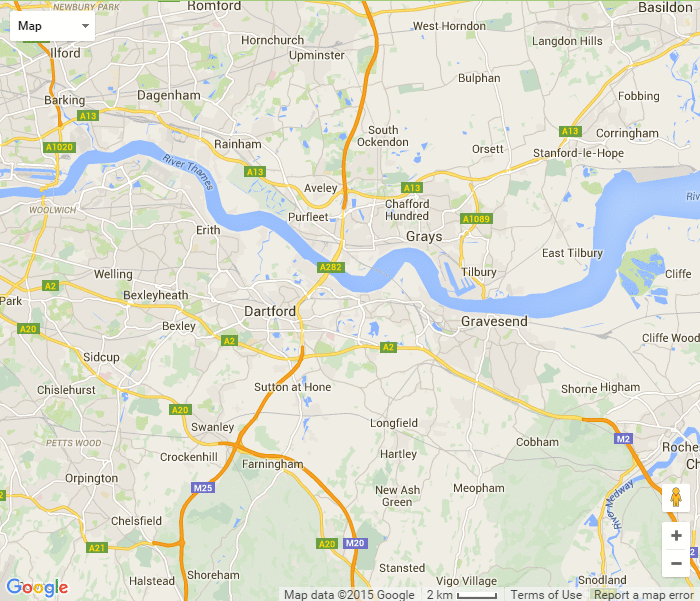 NEWBURY PARK
Romford
Basildon
Map
West Horndon
Hornchurch
Langdon Hills
Ilford
Upminster
Bulphan
Barking
Dagenham
Fobbing
A13
South
Ockendon
A13
Corringham
A1020
Rainham
Orsett
Stanford-le-Hope
River Thames
A13
Aveley
A13
WOOLWICH
Chafford
Hundred
Purfleet
A1089
Erith
Grays
East Tilbury
Welling
A282
Tilbury
Cliffe
A2
Bexleyheath
Park
Dartford
Gravesend
A20
Bexley
A2
A2
Cliffe Wood
Sidcup
Chislehurst
Sutton at Hone
Shorne
Higham
A20
Swanley
Longfield
PETTS WOOD
Cobham
M2
Roche
Crockenhill
Hartley
Farningham
Orpington
M25
New Ash
Green
Meopham
River Medway
Chelsfield
A21
A20
M20
2
Halstead
Shoreham
Stansted
Vigo Village
Snodland
Google
Map data ©2015 Google
2 km
Terms of Use
Report a map error